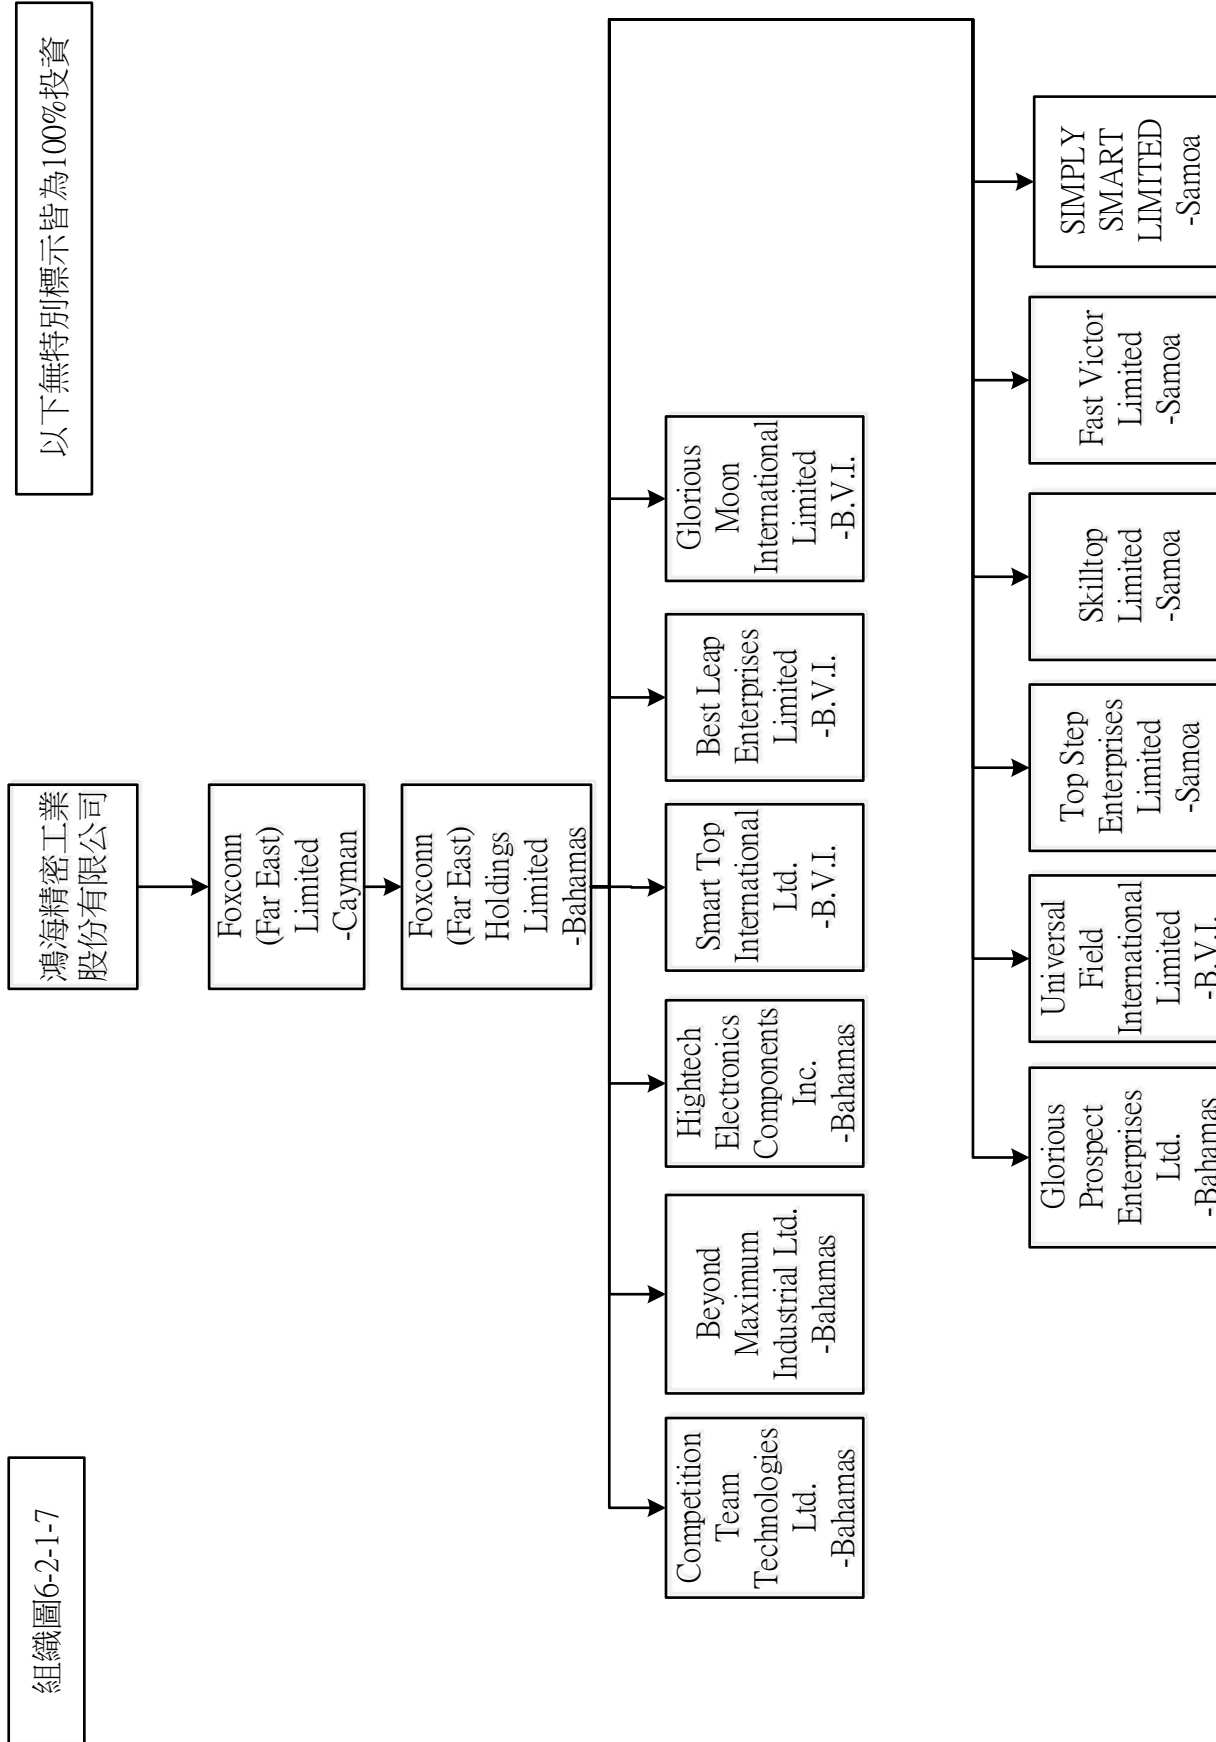 組織圖6-2-1-7
以下無特別標示皆為100%投資
鴻海精密工業
股份有限公司
Foxconn
(Far East)
Limited
-Cayman
Foxconn
(Far East)
Holdings
Limited
-Bahamas
Competition
Team
Technologies
Ltd.
-Bahamas
Beyond
Maximum
Industrial Ltd.
-Bahamas
Hightech
Electronics
Components
Inc.
-Bahamas
Smart Top
International
Ltd.
-B.V.I.
Best Leap
Enterprises
Limited
-B.V.I.
Glorious
Moon
International
Limited
-B.V.I.
Glorious
Prospect
Enterprises
Ltd.
-Bahamas
Universal
Field
International
Limited
-B.V.I.
Top Step
Enterprises
Limited
-Samoa
Skilltop
Limited
-Samoa
Fast Victor
Limited
-Samoa
SIMPLY
SMART
LIMITED
-Samoa